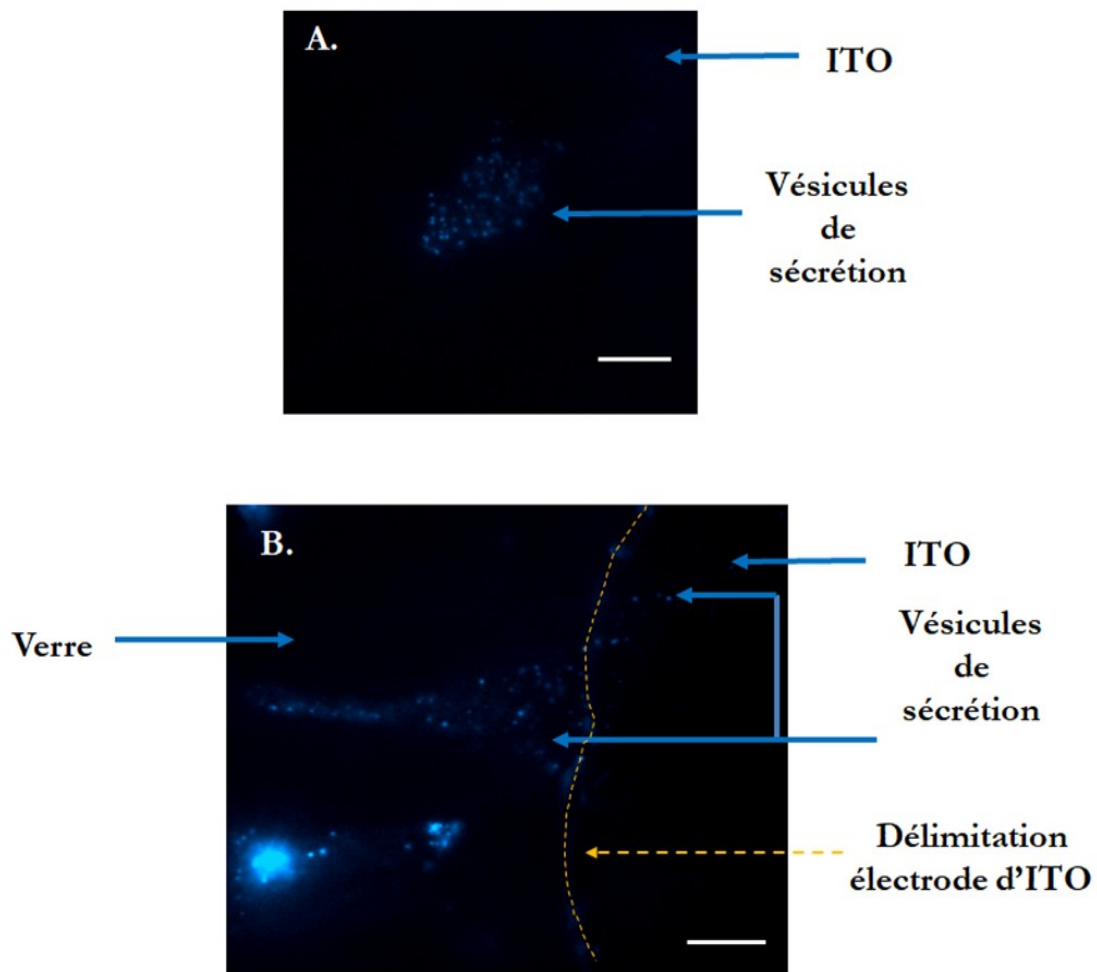 A.
ITO
Vésicules
de
sécrétion
B.
ITO
Verre
Vésicules
de
sécrétion
Délimitation
électrode d'ITO